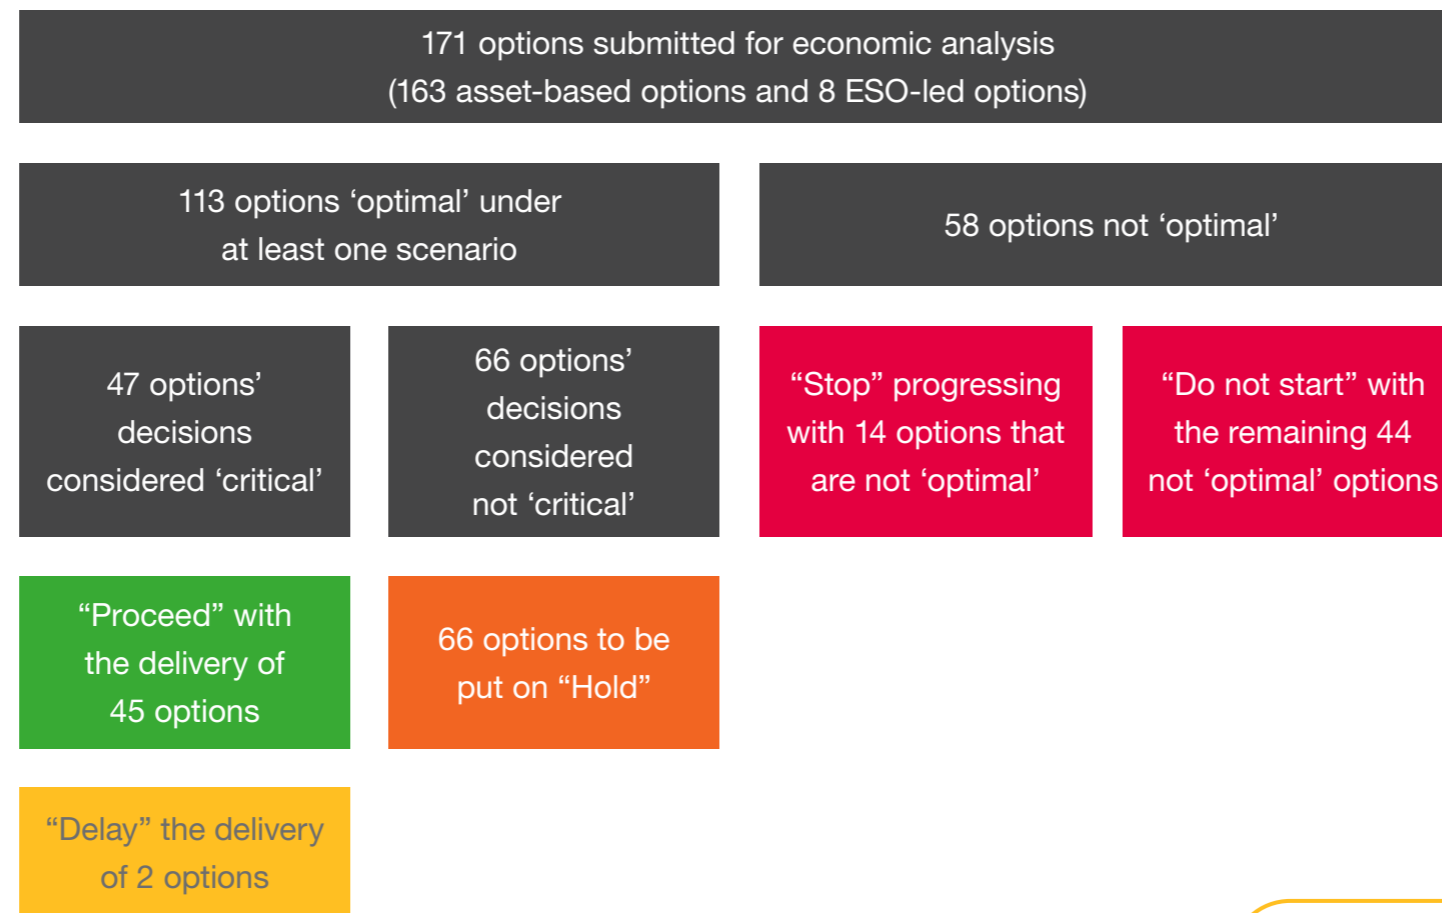 171 options submitted for economic analysis
(163 asset-based options and 8 ESO-led options)
113 options ‘optimal’ under
at least one scenario
58 options not ‘optimal’
47 options’
decisions
considered ‘critical’
66 options’
decisions
considered
not ‘critical’
“Stop” progressing
with 14 options that
are not ‘optimal’
“Do not start” with
the remaining 44
not ‘optimal’ options
“Proceed” with
the delivery of
45 options
66 options to be
put on “Hold”
“Delay” the delivery
of 2 options